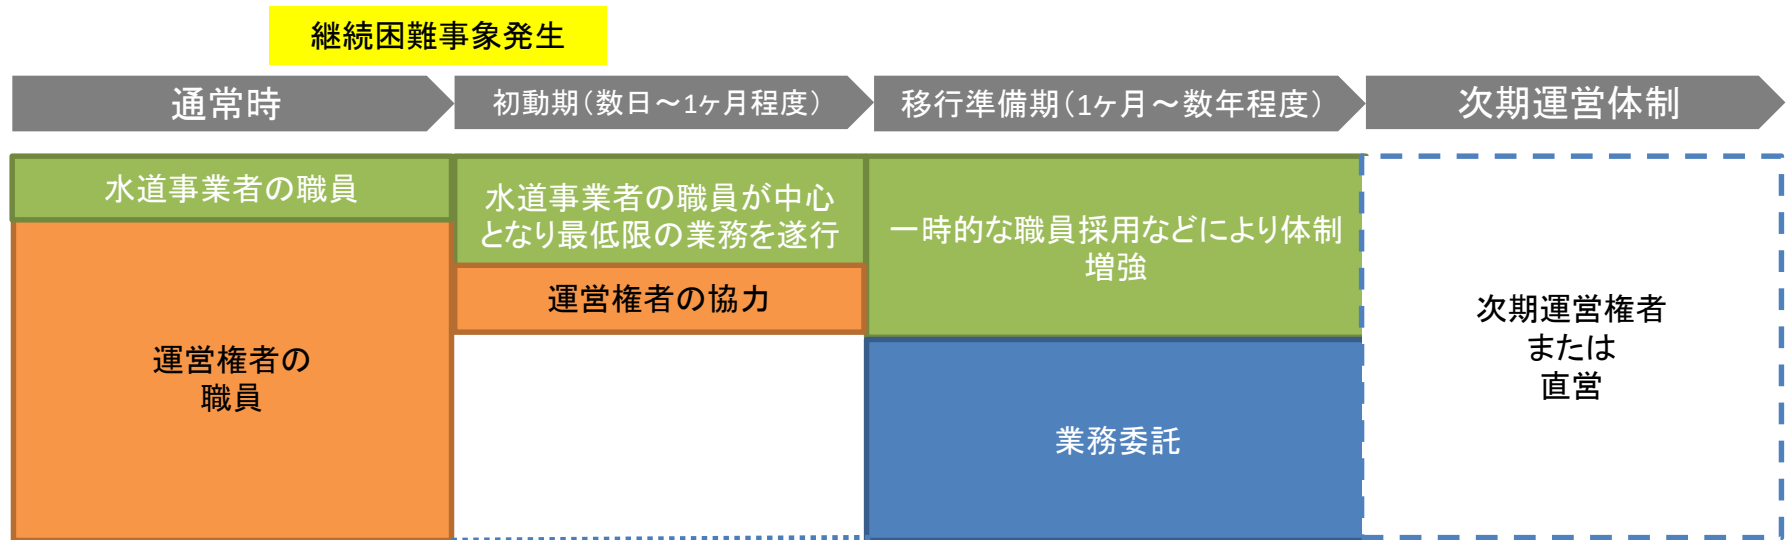 継続困難事象発生
通常時
初動期(数日～1ヶ月程度)
移行準備期(1ヶ月～数年程度)
次期運営体制
水道事業者の職員
運営権者の
職員
水道事業者の職員が中心
となり最低限の業務を遂行
運営権者の協力
一時的な職員採用などにより体制
増強
業務委託
次期運営権者
または
直営